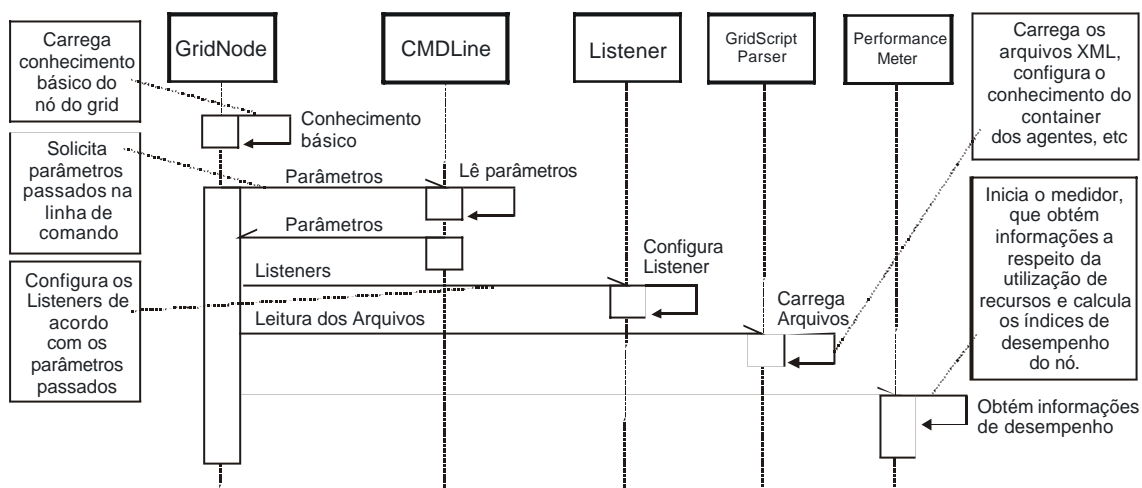 Carrega
conhecimento
básico do
nó do grid
GridNode
CMDLine
Listener
GridScript
Parser
Performance
Meter
Carrega os
arquivos XML,
configura o
conhecimento do
container
dos agentes, etc
Conhecimento
básico
Solicita
parâmetros
passados na
linha de
comando
Parâmetros
Lê parâmetros
Parâmetros
Inicia o medidor,
que obtém
informações a
respeito da
utilização de
recursos e calcula
os índices de
desempenho
do nó.
Configura
Listener
Configura os
Listeners de
acordo
com os
parâmetros
passados
Listeners
Leitura dos Arquivos
Carrega
Arquivos
Obtém informações
de desempenho